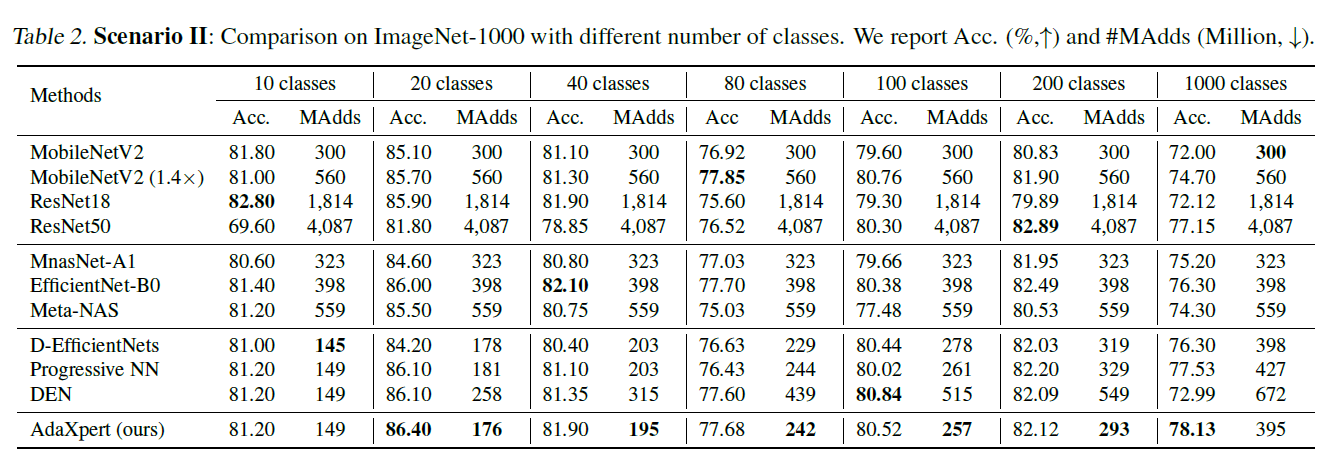 Table 2. Scenario II: Comparison on ImageNet-1000 with different number of classes. We report Acc. (%,↑) and #MAdds (Million, ↓).
Methods 10 classes 20 classes 40 classes 80 classes 100 classes 200 classes 1000 classes
Acc. MAdds Acc. MAdds Acc. MAdds Acc MAdds Acc. MAdds Acc. MAdds Acc. MAdds
MobileNetV2 81.80 300 85.10 300 81.10 300 76.92 300 79.60 300 80.83 300 72.00 300
MobileNetV2 (1.4×) 81.00 560 85.70 560 81.30 560 77.85 560 80.76 560 81.90 560 74.70 560
ResNet18 82.80 1,814 85.90 1,814 81.90 1,814 75.60 1,814 79.30 1,814 79.89 1,814 72.12 1,814
ResNet50 69.60 4,087 81.80 4,087 78.85 4,087 76.52 4,087 80.30 4,087 82.89 4,087 77.15 4,087
MnasNet-A1 80.60 323 84.60 323 80.80 323 77.03 323 79.66 323 81.95 323 75.20 323
EfficientNet-B0 81.40 398 86.00 398 82.10 398 77.70 398 80.38 398 82.49 398 76.30 398
Meta-NAS 81.20 559 85.50 559 80.75 559 75.03 559 77.48 559 80.53 559 74.30 559
D-EfficientNets 81.00 145 84.20 178 80.40 203 76.63 229 80.44 278 82.03 319 76.30 398
Progressive NN 81.20 149 86.10 181 81.10 203 76.43 244 80.02 261 82.20 329 77.53 427
DEN 81.20 149 86.10 258 81.35 315 77.60 439 80.84 515 82.09 549 72.99 672
AdaXpert (ours) 81.20 149 86.40 176 81.90 195 77.68 242 80.52 257 82.12 293 78.13 395